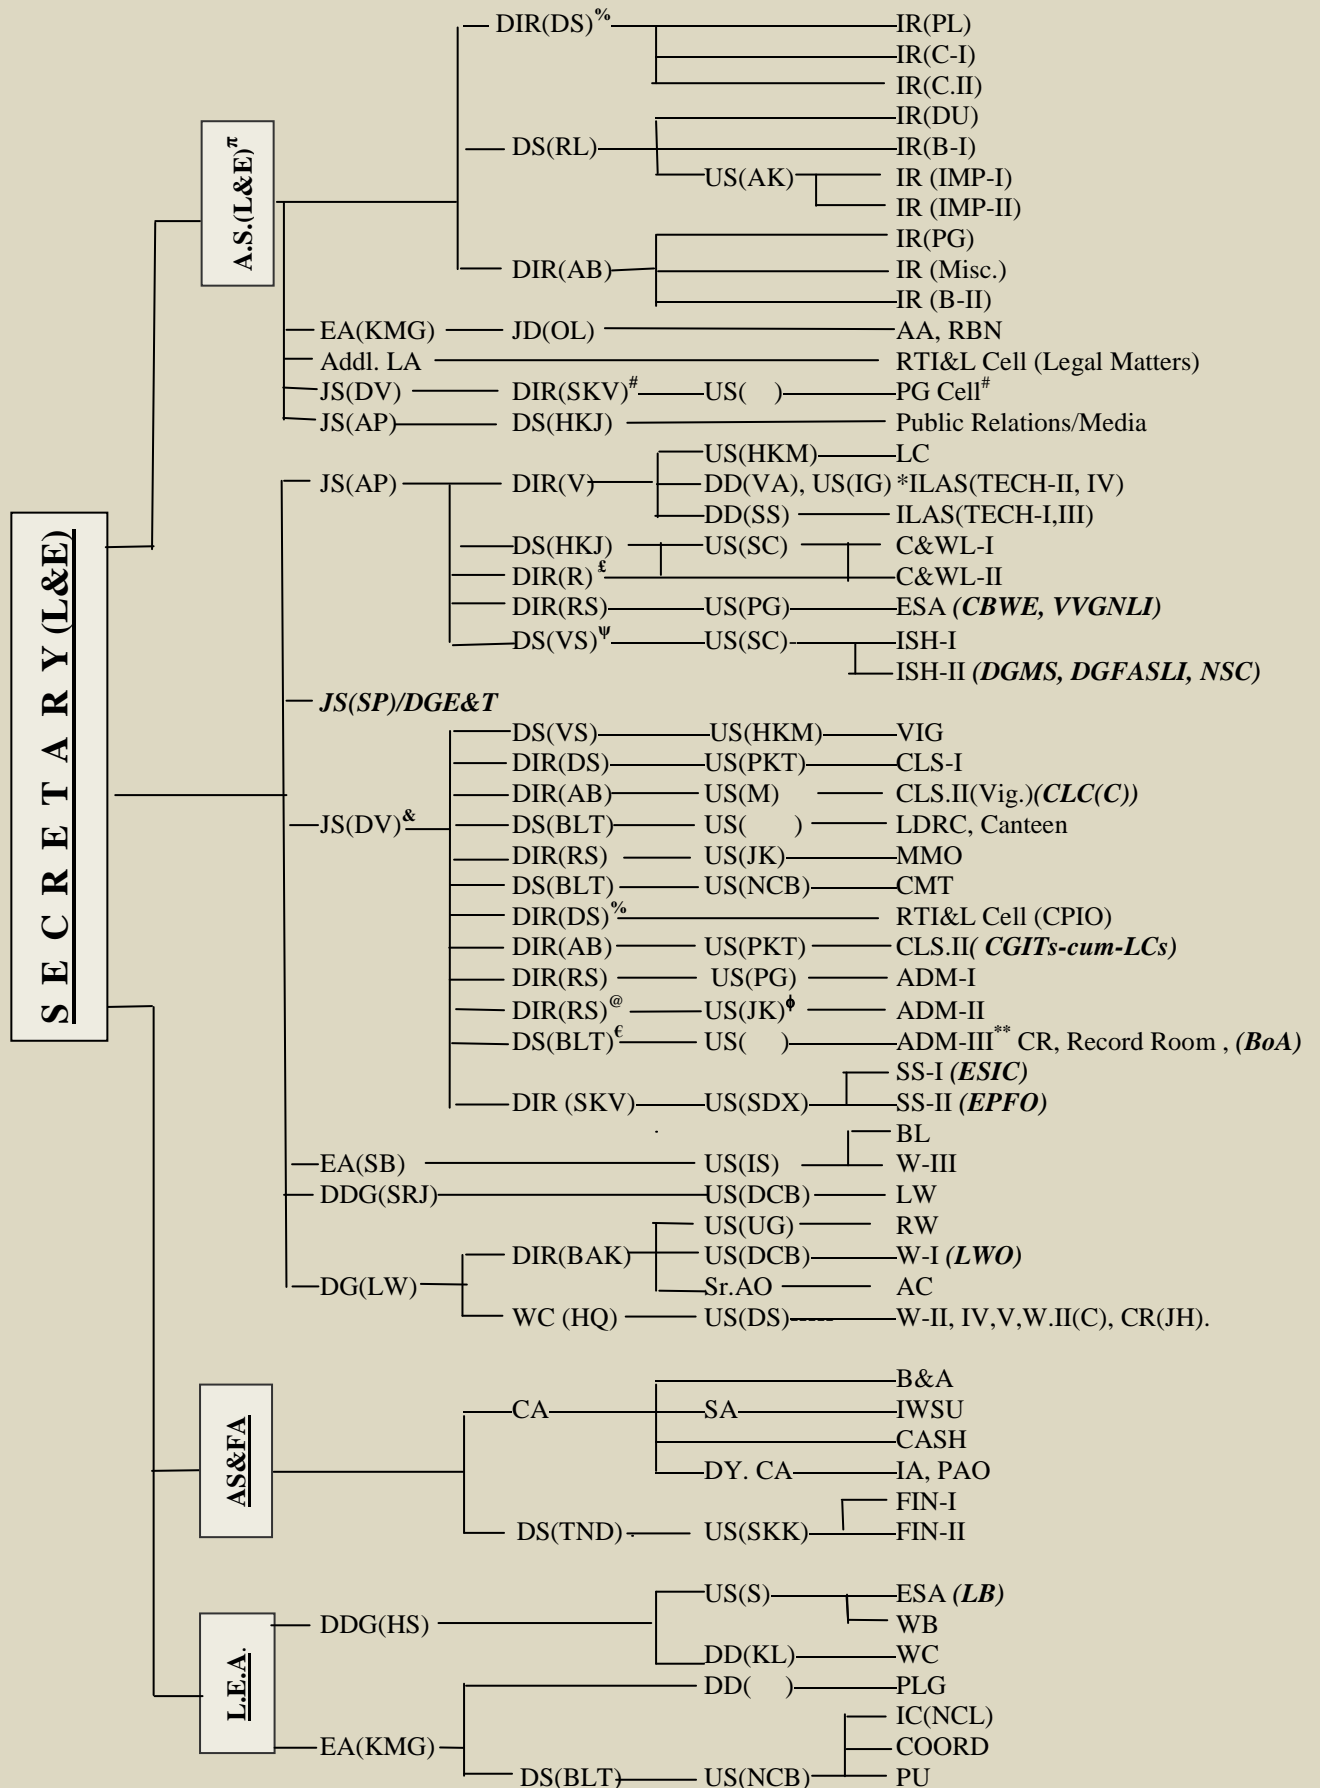 DIR(DS)% IR(PL)
IR(C-I)
IR(C.II)
IR(DU)
DS(RL) IR(B-I)
US(AK) IR (IMP-I)
IR (IMP-II)
A.S.(L&E)π
IR(PG)
DIR(AB) IR (Misc.)
IR (B-II)
EA(KMG) JD(OL) AA, RBN
Addl. LA RTI&L Cell (Legal Matters)
JS(DV) DIR(SKV)# US( ) PG Cell#
JS(AP) DS(HKJ) Public Relations/Media
US(HKM) LC
JS(AP) DIR(V) DD(VA), US(IG) *ILAS(TECH-II, IV)
DD(SS) ILAS(TECH-I,III)
DS(HKJ) US(SC) C&WL-I
DIR(R)£ C&WL-II
DIR(RS) US(PG) ESA (CBWE, VVGNLI)
DS(VS)ψ US(SC) ISH-I
ISH-II (DGMS, DGFASLI, NSC)
JS(SP)/DGE&T
SECRETARY(L&E)
DS(VS) US(HKM) VIG
DIR(DS) US(PKT) CLS-I
DIR(AB) US(M) CLS.II(Vig.)(CLC(C))
JS(DV)& DS(BLT) US( ) LDRC, Canteen
DIR(RS) US(JK) MMO
DS(BLT) US(NCB) CMT
DIR(DS)% RTI&L Cell (CPIO)
DIR(AB) US(PKT) CLS.II( CGITs-cum-LCs)
DIR(RS) US(PG) ADM-I
DIR(RS)@ US(JK)ϕ ADM-II
DS(BLT)€ US( ) ADM-III** CR, Record Room , (BoA)
SS-I (ESIC)
DIR (SKV) US(SDX) SS-II (EPFO)
BL
EA(SB) US(IS) W-III
DDG(SRJ) US(DCB) LW
US(UG) RW
DIR(BAK) US(DCB) W-I (LWO)
DG(LW) Sr.AO AC
WC (HQ) US(DS)----- W-II, IV,V,W.II(C), CR(JH).
B&A
AS&FA
CA SA IWSU
CASH
DY. CA IA, PAO
FIN-I
DS(TND) US(SKK) FIN-II
US(S) ESA (LB)
L.E.A.
DDG(HS) WB
DD(KL) WC
DD( ) PLG
IC(NCL)
EA(KMG) COORD
DS(BLT) US(NCB) PU